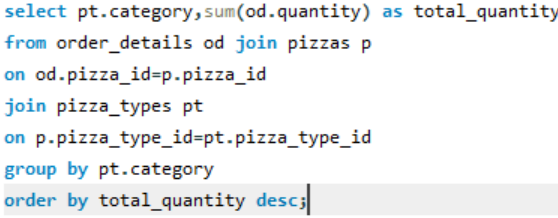 select pt.category,sum(od.quantity) as total_quantity
from order_details od join pizzas p
on od.pizza_id=p.pizza_id
join pizza_types pt
on p.pizza_type_id=pt.pizza_type_id
group by pt.category
order by total_quantity desc;